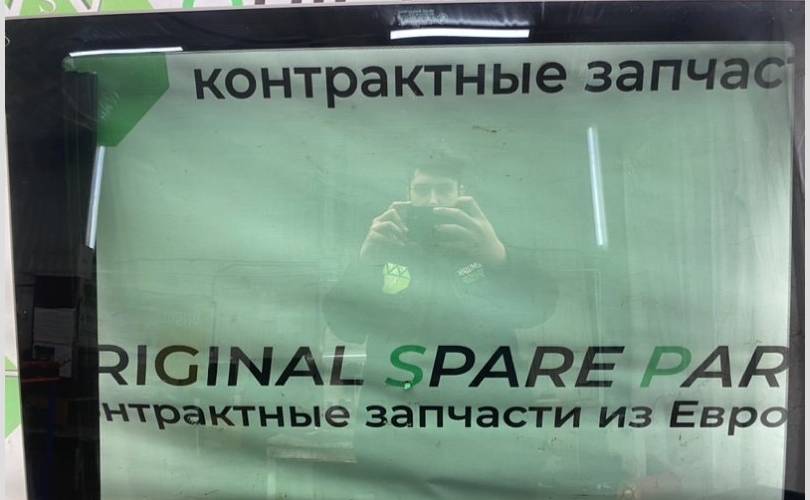 контрактные запчаст
RIGINAL SPARE PAR
нтрактные запчасти из Евро